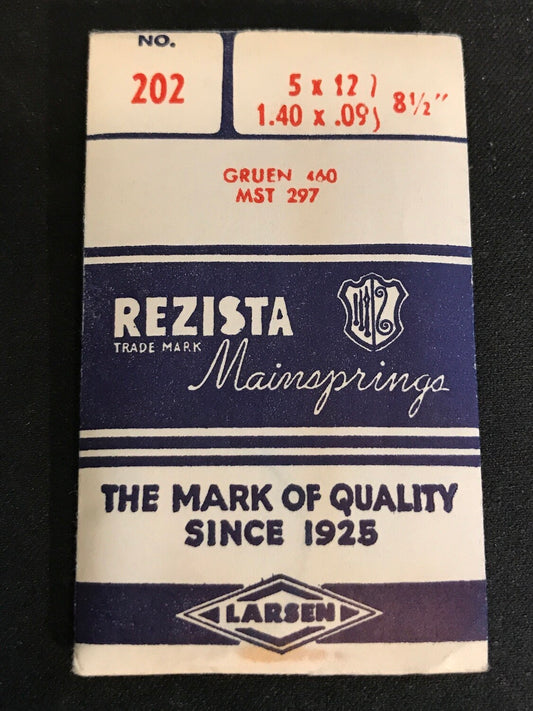 NO.
202
5 x 12 )
1.40 x .09 ) 8½"
GRUEN 460
MST 297
REZISTA
TRADE MARK
Mainsprings
THE MARK OF QUALITY
SINCE 1925
LARSEN